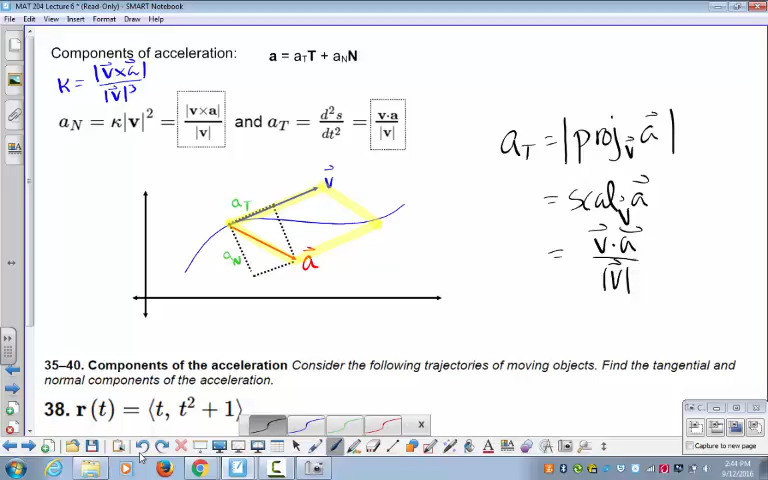 MAT 204 Lecture 6 * (Read-Only) - SMART Notebook
File Edit View Insert Format Draw Help
Components of acceleration: a = aTT + aNN
K = |v⃗×a⃗| / |v⃗|³
aN = κ|v|² = |v×a| / |v| and aT = d²s/dt² = v·a / |v|
aT = |proj_v⃗ a⃗|
= scal_v⃗ a⃗
= v⃗·a⃗ / |v⃗|
v⃗
aT
aN
a⃗
35–40. Components of the acceleration Consider the following trajectories of moving objects. Find the tangential and
normal components of the acceleration.
38. r(t) = ⟨t, t² + 1⟩
C..
Capture to new page
2:44 PM
9/12/2016